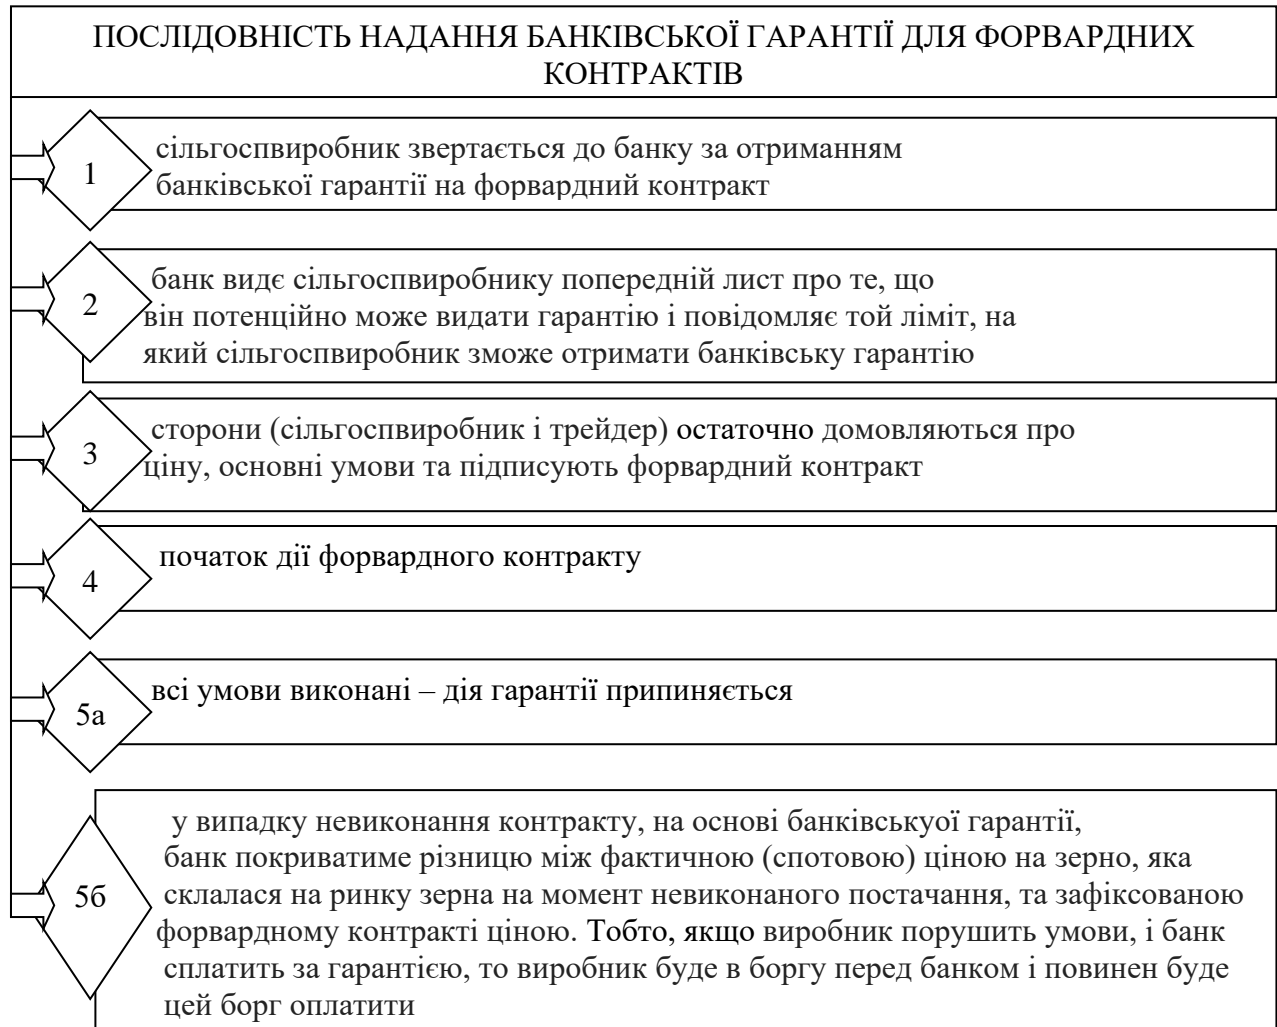 ПОСЛІДОВНІСТЬ НАДАННЯ БАНКІВСЬКОЇ ГАРАНТІЇ ДЛЯ ФОРВАРДНИХ
КОНТРАКТІВ
1
сільгоспвиробник звертається до банку за отриманням
банківської гарантії на форвардний контракт
2
банк видє сільгоспвиробнику попередній лист про те, що
він потенційно може видати гарантію і повідомляє той ліміт, на
який сільгоспвиробник зможе отримати банківську гарантію
3
сторони (сільгоспвиробник і трейдер) остаточно домовляються про
ціну, основні умови та підписують форвардний контракт
4
початок дії форвардного контракту
5а
всі умови виконані – дія гарантії припиняється
5б
у випадку невиконання контракту, на основі банківськуої гарантії,
банк покриватиме різницю між фактичною (спотовою) ціною на зерно, яка
склалася на ринку зерна на момент невиконаного постачання, та зафіксованою
форвардному контракті ціною. Тобто, якщо виробник порушить умови, і банк
сплатить за гарантією, то виробник буде в боргу перед банком і повинен буде
цей борг оплатити